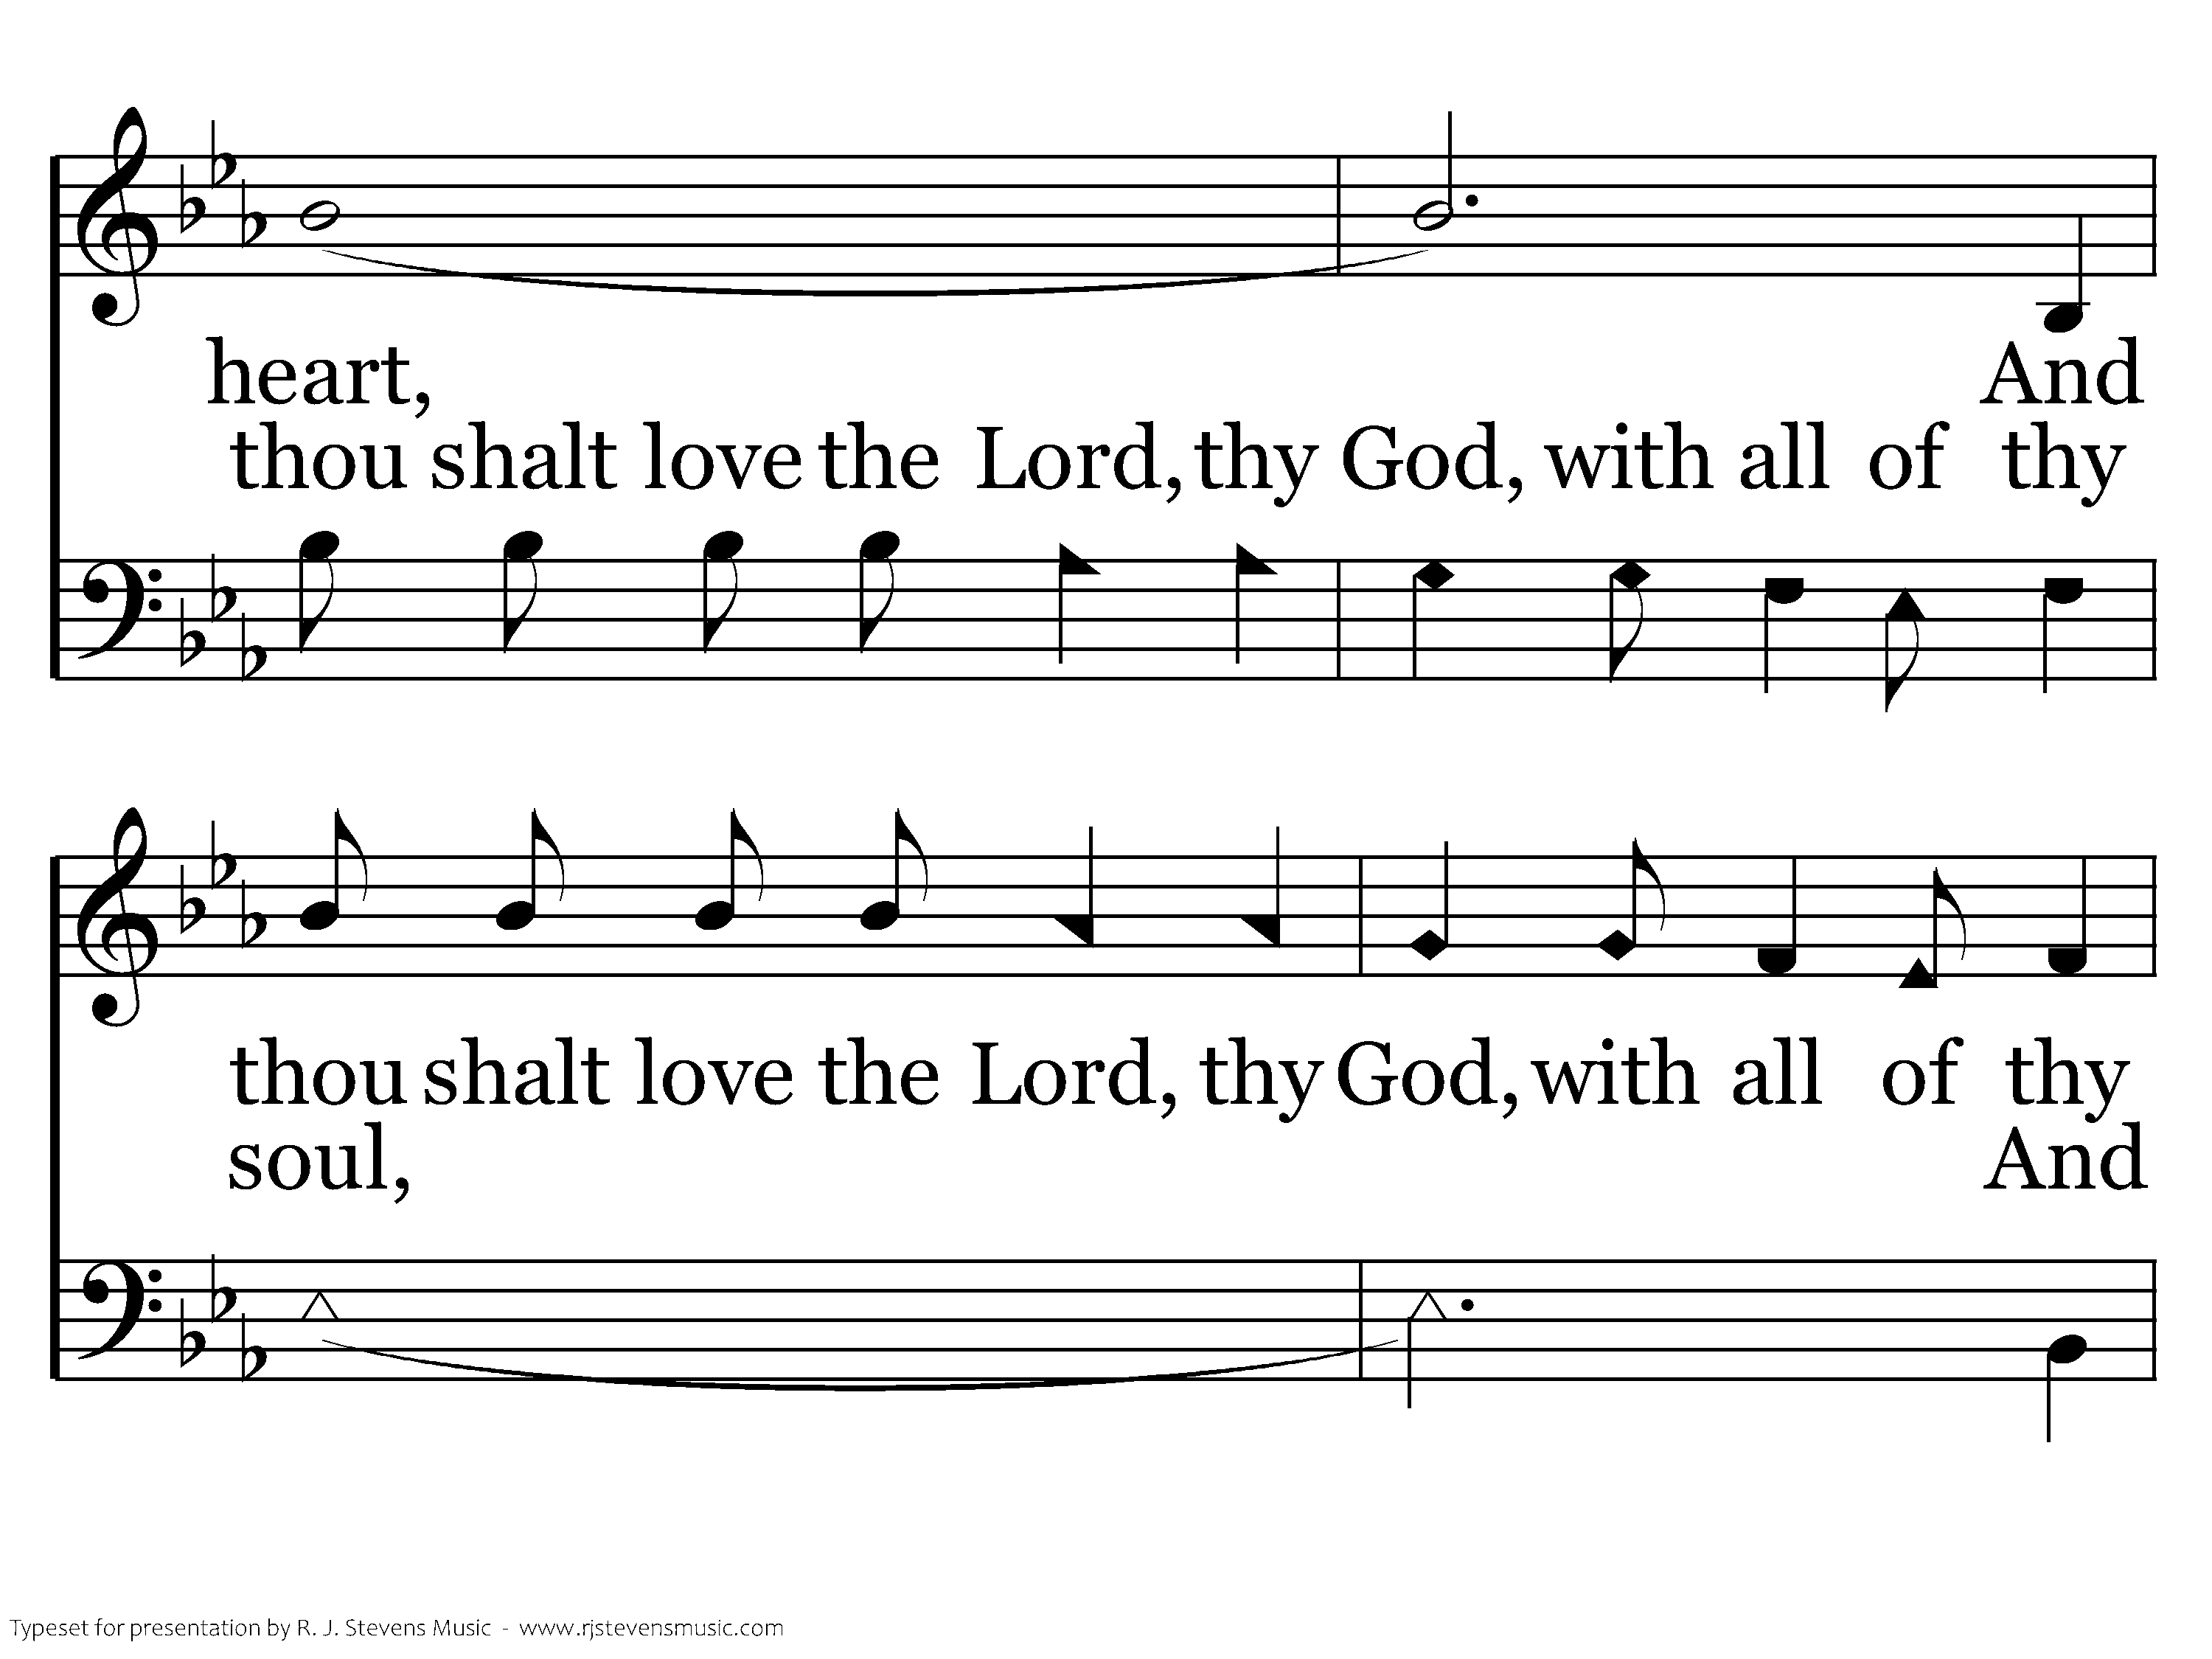 heart, And
thou shalt love the Lord, thy God, with all of thy
thou shalt love the Lord, thy God, with all of thy
soul, And
Typeset for presentation by R. J. Stevens Music - www.rjstevensmusic.com